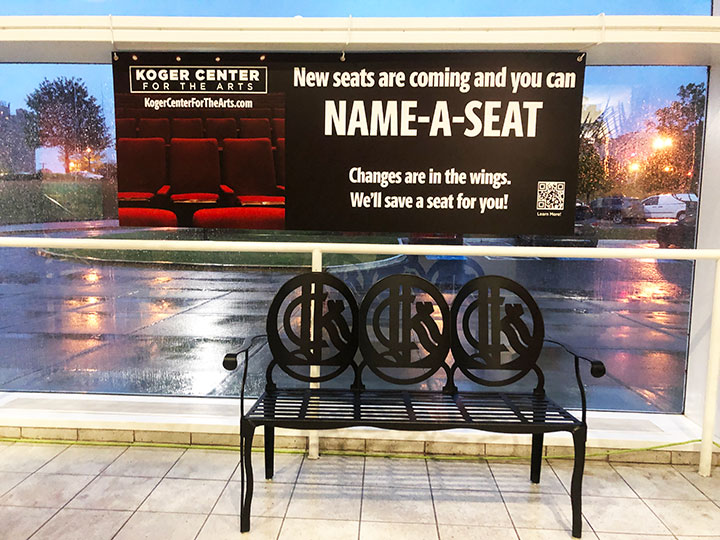 KOGER CENTER
FOR THE ARTS
KogerCenterForTheArts.com
New seats are coming and you can
NAME-A-SEAT
Changes are in the wings.
We'll save a seat for you!
Learn More!